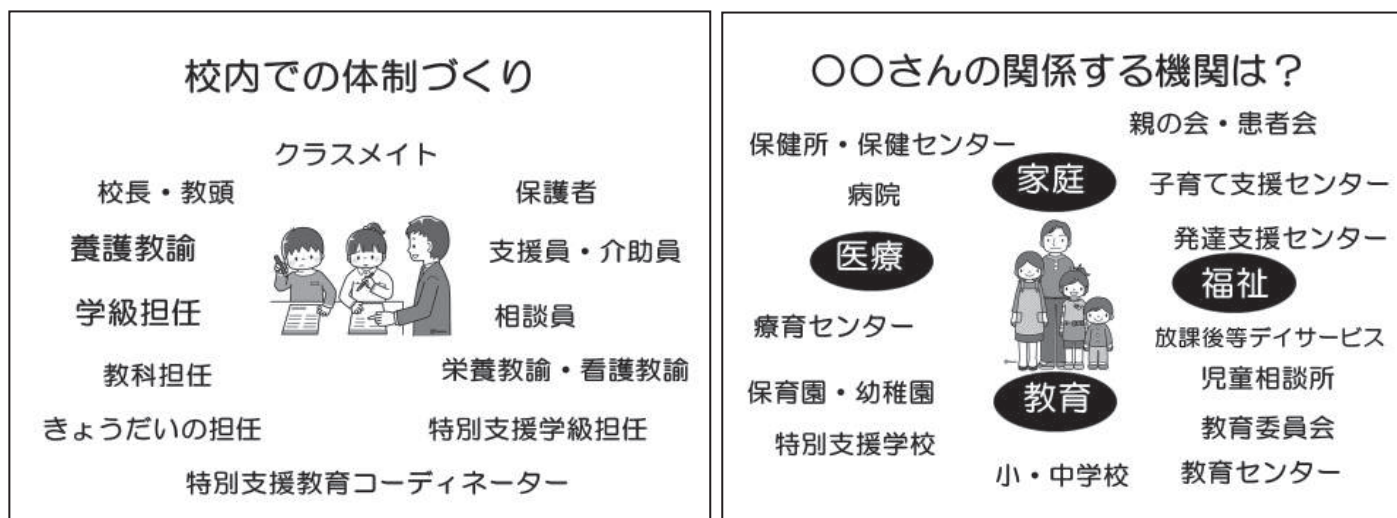 校内での体制づくり
クラスメイト
校長・教頭
保護者
養護教諭
支援員・介助員
学級担任
相談員
教科担任
栄養教諭・看護教諭
きょうだいの担任
特別支援学級担任
特別支援教育コーディネーター
〇〇さんの関係する機関は？
親の会・患者会
保健所・保健センター
家庭
子育て支援センター
病院
発達支援センター
医療
福祉
療育センター
放課後等デイサービス
児童相談所
保育園・幼稚園
教育
教育委員会
特別支援学校
小・中学校
教育センター